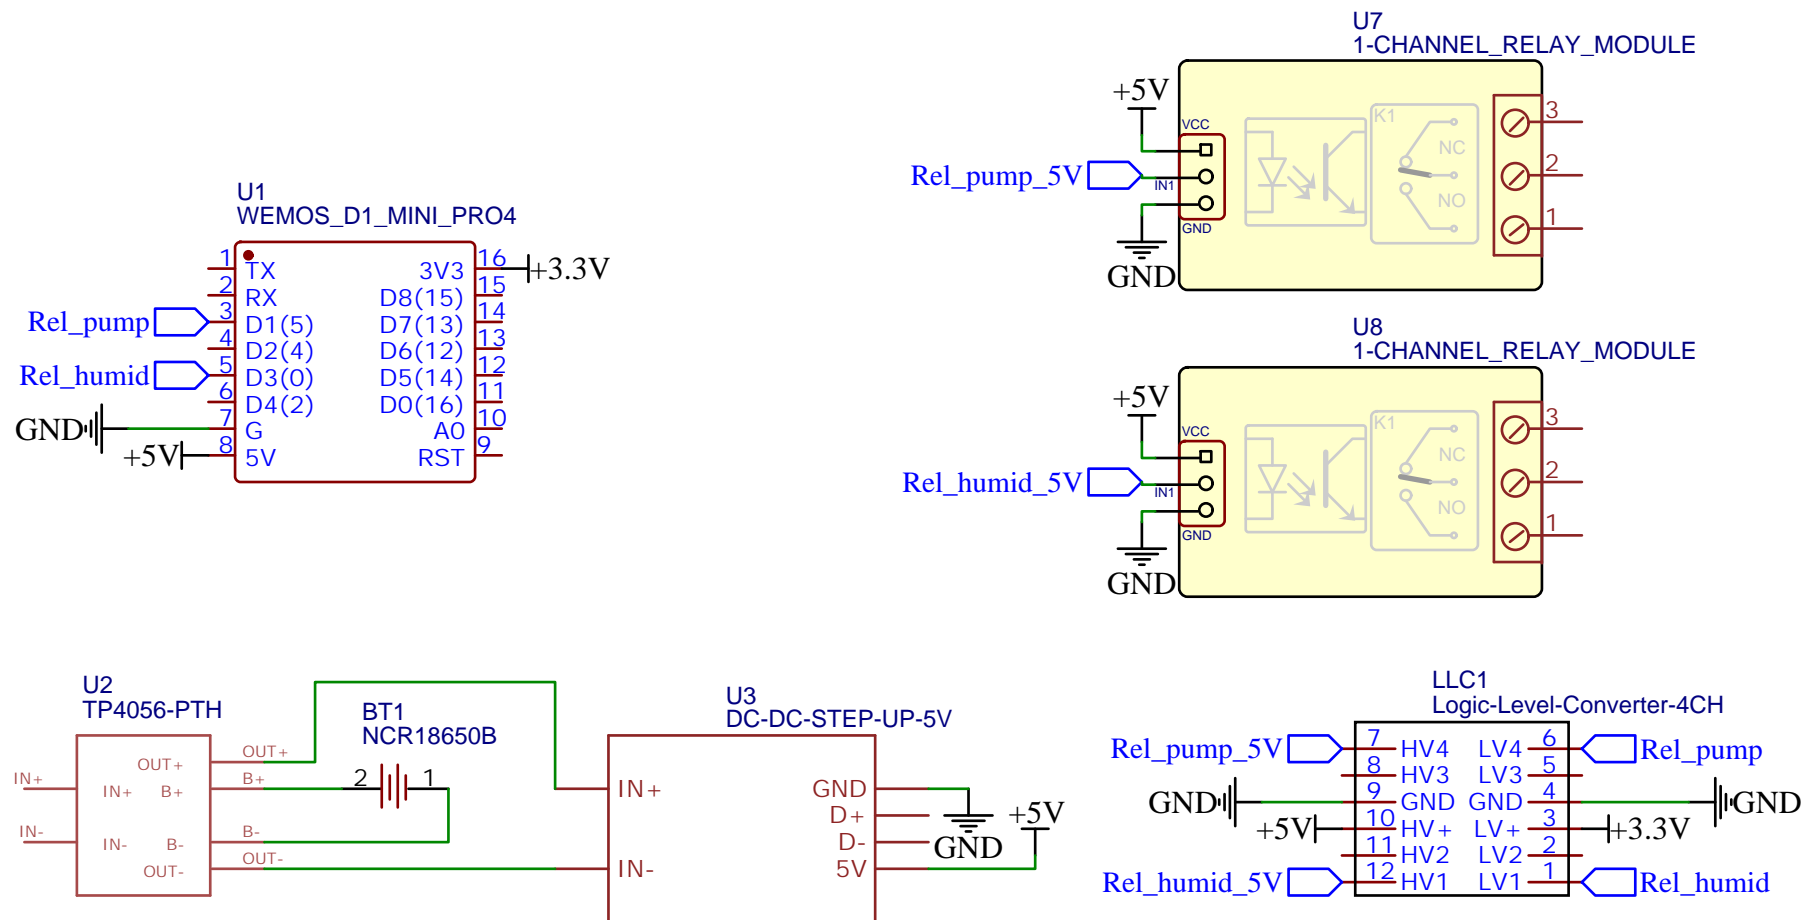 U7
1-CHANNEL_RELAY_MODULE
+5V
VCC
Rel_pump_5V
IN1
GND
GND
K1
NC
NO
3
2
1
U1
WEMOS_D1_MINI_PRO4
1 TX
2 RX
Rel_pump 3 D1(5)
4 D2(4)
Rel_humid 5 D3(0)
6 D4(2)
GND 7 G
+5V 8 5V
3V3 16 +3.3V
D8(15) 15
D7(13) 14
D6(12) 13
D5(14) 12
D0(16) 11
A0 10
RST 9
U8
1-CHANNEL_RELAY_MODULE
+5V
VCC
Rel_humid_5V
IN1
GND
GND
K1
NC
NO
3
2
1
U2
TP4056-PTH
IN+
IN-
IN+
IN-
OUT+
B+
B-
OUT-
OUT+
B+
B-
OUT-
BT1
NCR18650B
2 1
U3
DC-DC-STEP-UP-5V
IN+
IN-
GND
D+
D-
5V
GND
+5V
LLC1
Logic-Level-Converter-4CH
Rel_pump_5V 7 HV4 LV4 6 Rel_pump
8 HV3 LV3 5
GND 9 GND GND 4 GND
+5V 10 HV+ LV+ 3 +3.3V
11 HV2 LV2 2
Rel_humid_5V 12 HV1 LV1 1 Rel_humid